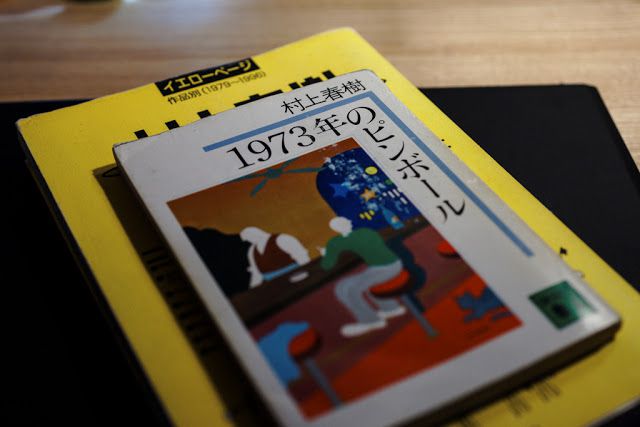 イエローページ
作品別（1979〜1996）
村上春樹
1973年のピンボール